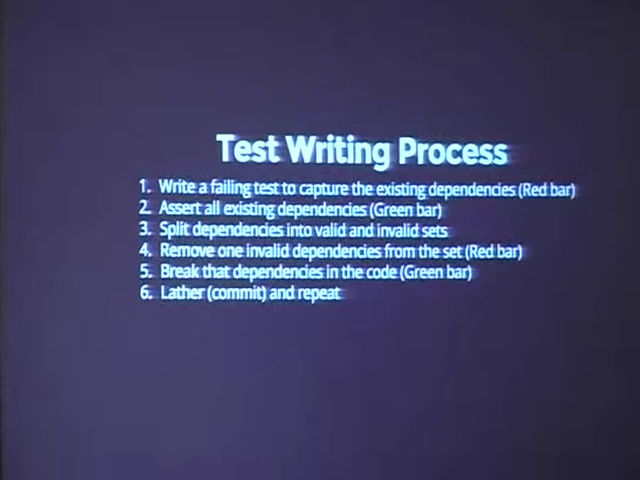 Test Writing Process
1. Write a failing test to capture the existing dependencies (Red bar)
2. Assert all existing dependencies (Green bar)
3. Split dependencies into valid and invalid sets
4. Remove one invalid dependencies from the set (Red bar)
5. Break that dependencies in the code (Green bar)
6. Lather (commit) and repeat